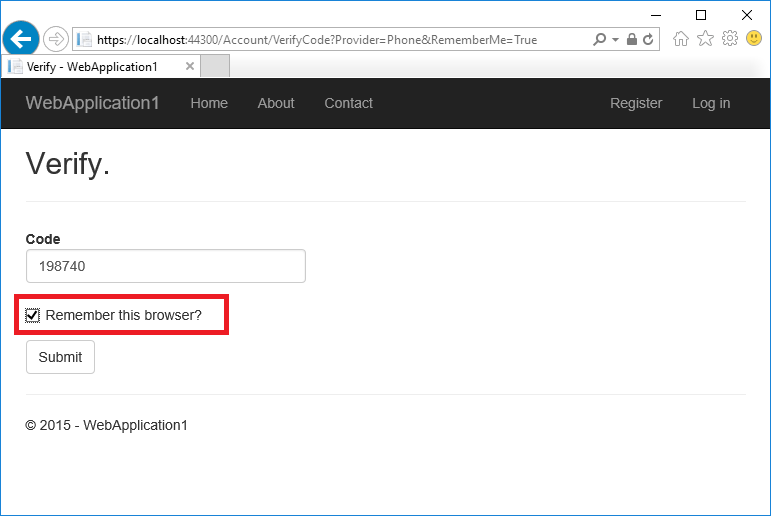 https://localhost:44300/Account/VerifyCode?Provider=Phone&RememberMe=True
Verify - WebApplication1
WebApplication1 Home About Contact Register Log in
Verify.
Code
198740
Remember this browser?
Submit
© 2015 - WebApplication1